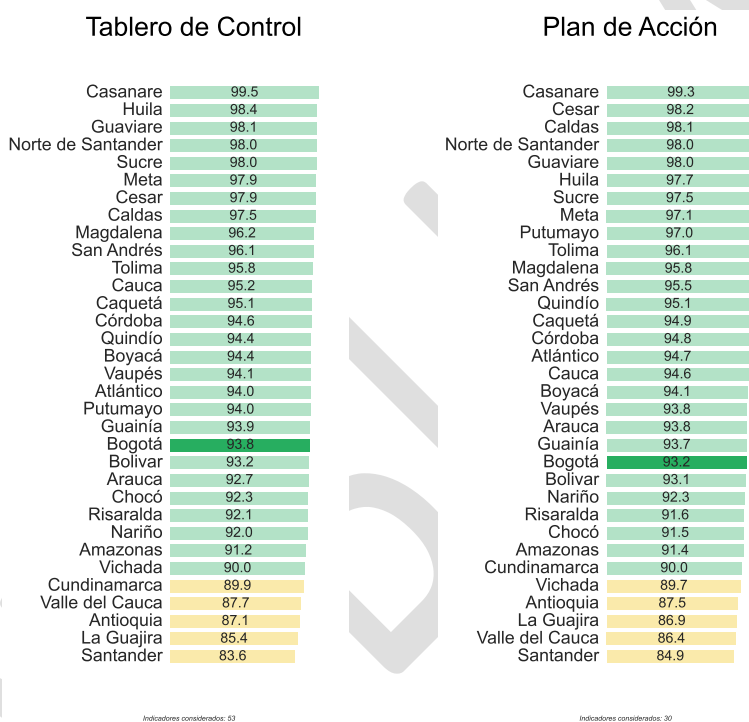 Tablero de Control
Casanare 99.5
Huila 98.4
Guaviare 98.1
Norte de Santander 98.0
Sucre 98.0
Meta 97.9
Cesar 97.9
Caldas 97.5
Magdalena 96.2
San Andrés 96.1
Tolima 95.8
Cauca 95.2
Caquetá 95.1
Córdoba 94.6
Quindío 94.4
Boyacá 94.4
Vaupés 94.1
Atlántico 94.0
Putumayo 94.0
Guainía 93.9
Bogotá 93.8
Bolivar 93.2
Arauca 92.7
Chocó 92.3
Risaralda 92.1
Nariño 92.0
Amazonas 91.2
Vichada 90.0
Cundinamarca 89.9
Valle del Cauca 87.7
Antioquia 87.1
La Guajira 85.4
Santander 83.6
Indicadores considerados: 53
Plan de Acción
Casanare 99.3
Cesar 98.2
Caldas 98.1
Norte de Santander 98.0
Guaviare 98.0
Huila 97.7
Sucre 97.5
Meta 97.1
Putumayo 97.0
Tolima 96.1
Magdalena 95.8
San Andrés 95.5
Quindío 95.1
Caquetá 94.9
Córdoba 94.8
Atlántico 94.7
Cauca 94.6
Boyacá 94.1
Vaupés 93.8
Arauca 93.8
Guainía 93.7
Bogotá 93.2
Bolivar 93.1
Nariño 92.3
Risaralda 91.6
Chocó 91.5
Amazonas 91.4
Cundinamarca 90.0
Vichada 89.7
Antioquia 87.5
La Guajira 86.9
Valle del Cauca 86.4
Santander 84.9
Indicadores considerados: 30